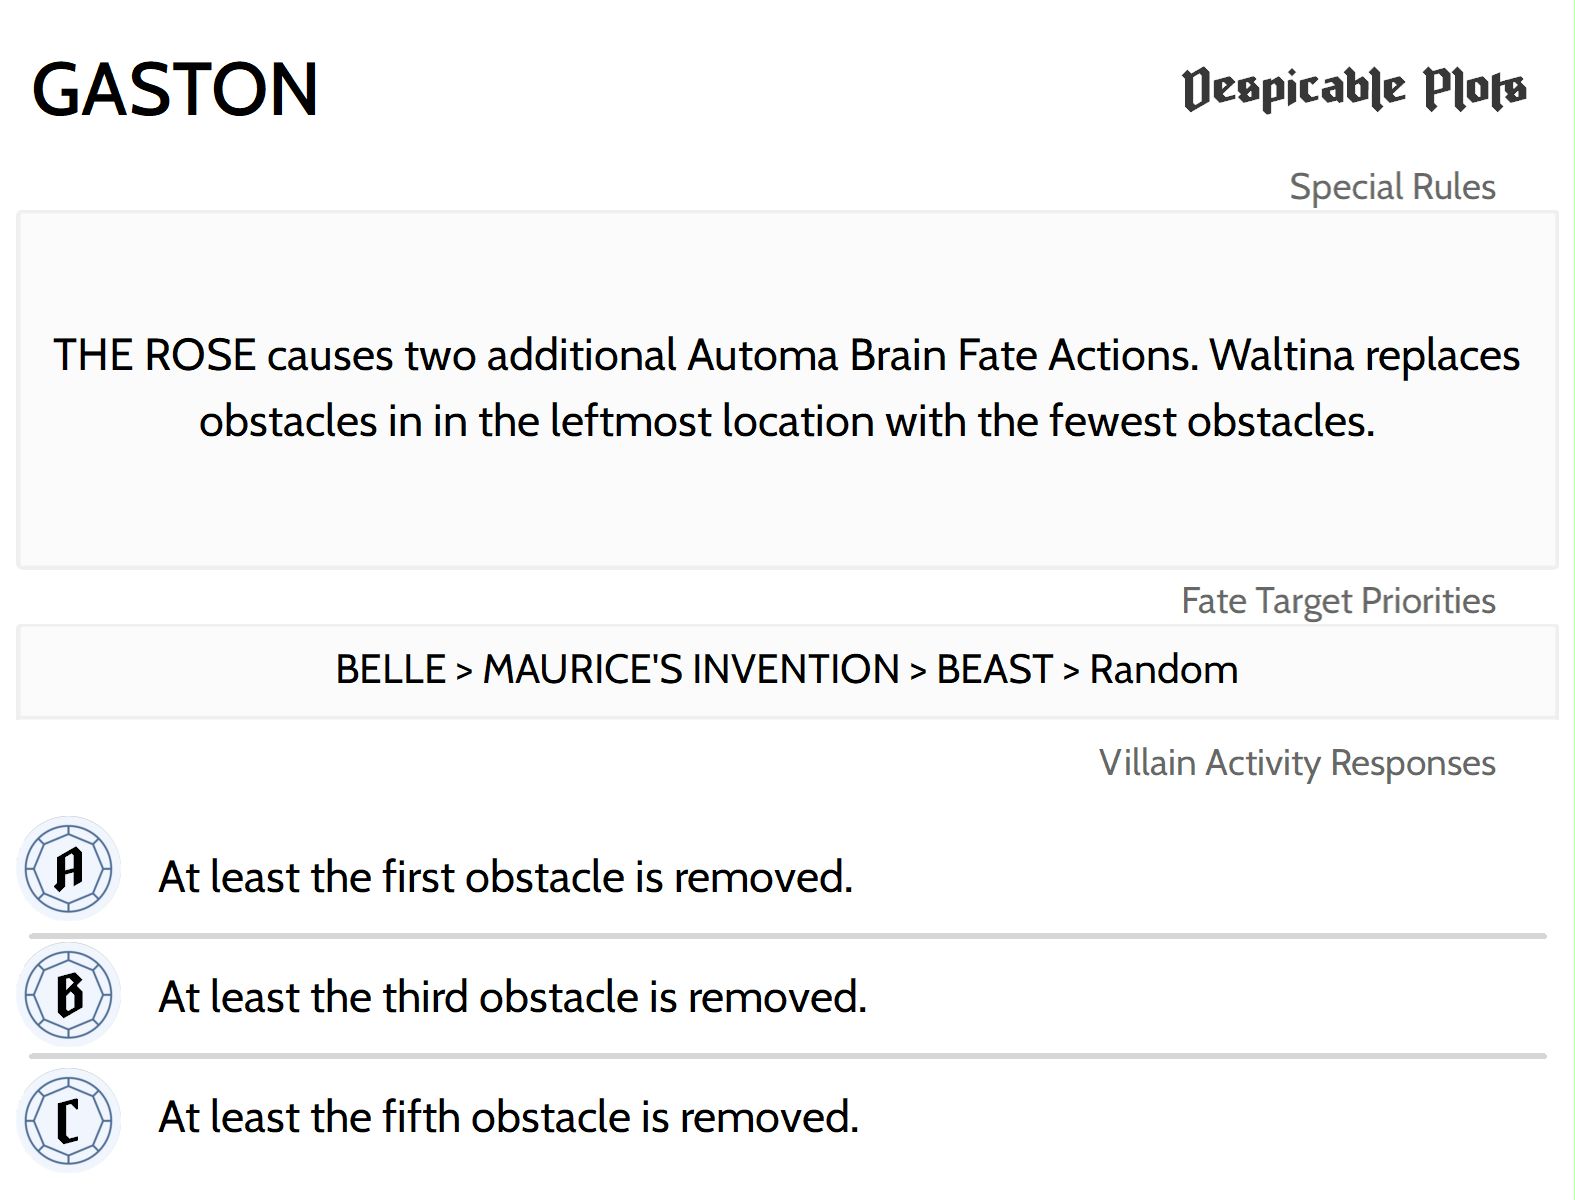 GASTON
Despicable Plots
Special Rules
THE ROSE causes two additional Automa Brain Fate Actions. Waltina replaces
obstacles in in the leftmost location with the fewest obstacles.
Fate Target Priorities
BELLE > MAURICE'S INVENTION > BEAST > Random
Villain Activity Responses
A At least the first obstacle is removed.
B At least the third obstacle is removed.
C At least the fifth obstacle is removed.